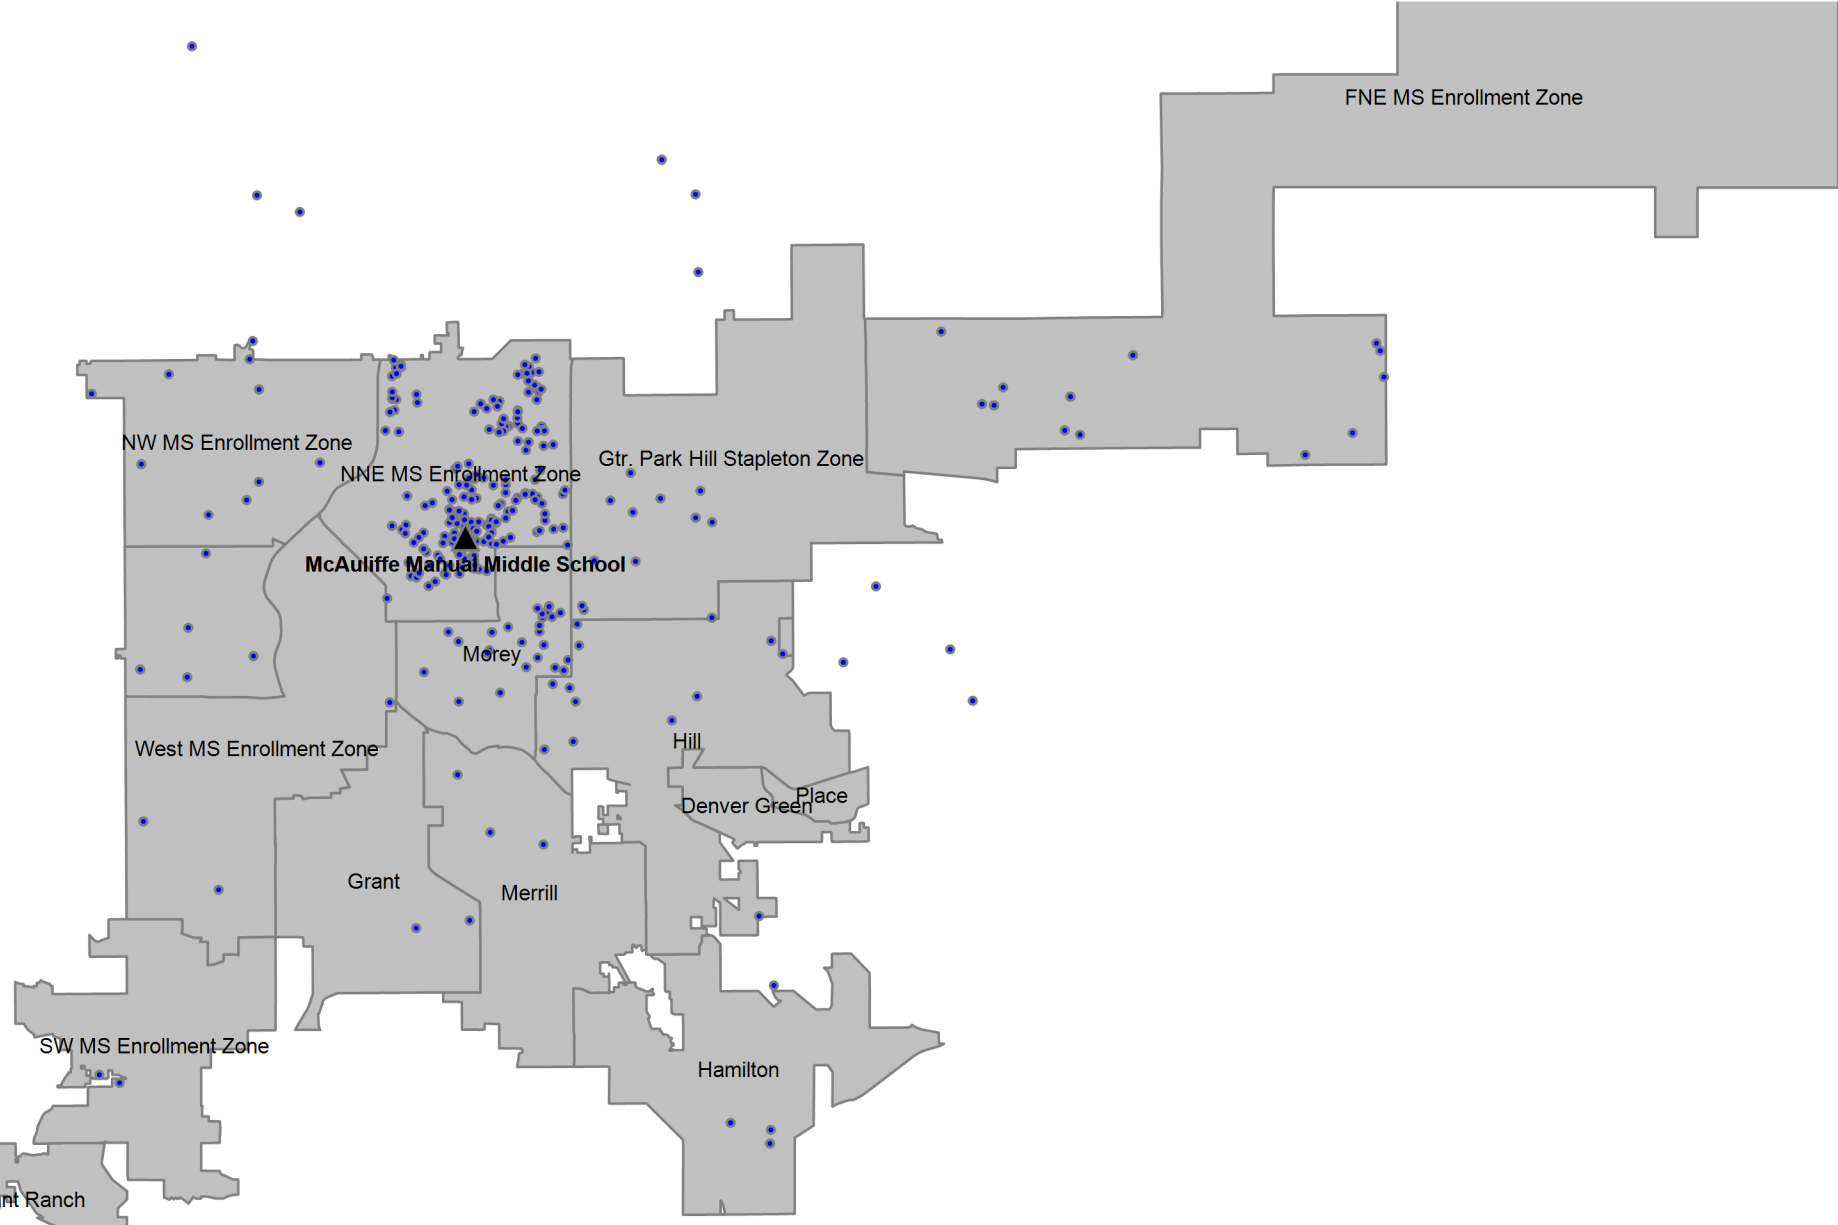 FNE MS Enrollment Zone
NW MS Enrollment Zone
NNE MS Enrollment Zone
Gtr. Park Hill Stapleton Zone
McAuliffe Manual Middle School
Morey
West MS Enrollment Zone
Hill
Denver Green
Place
Grant
Merrill
SW MS Enrollment Zone
Hamilton
Ranch